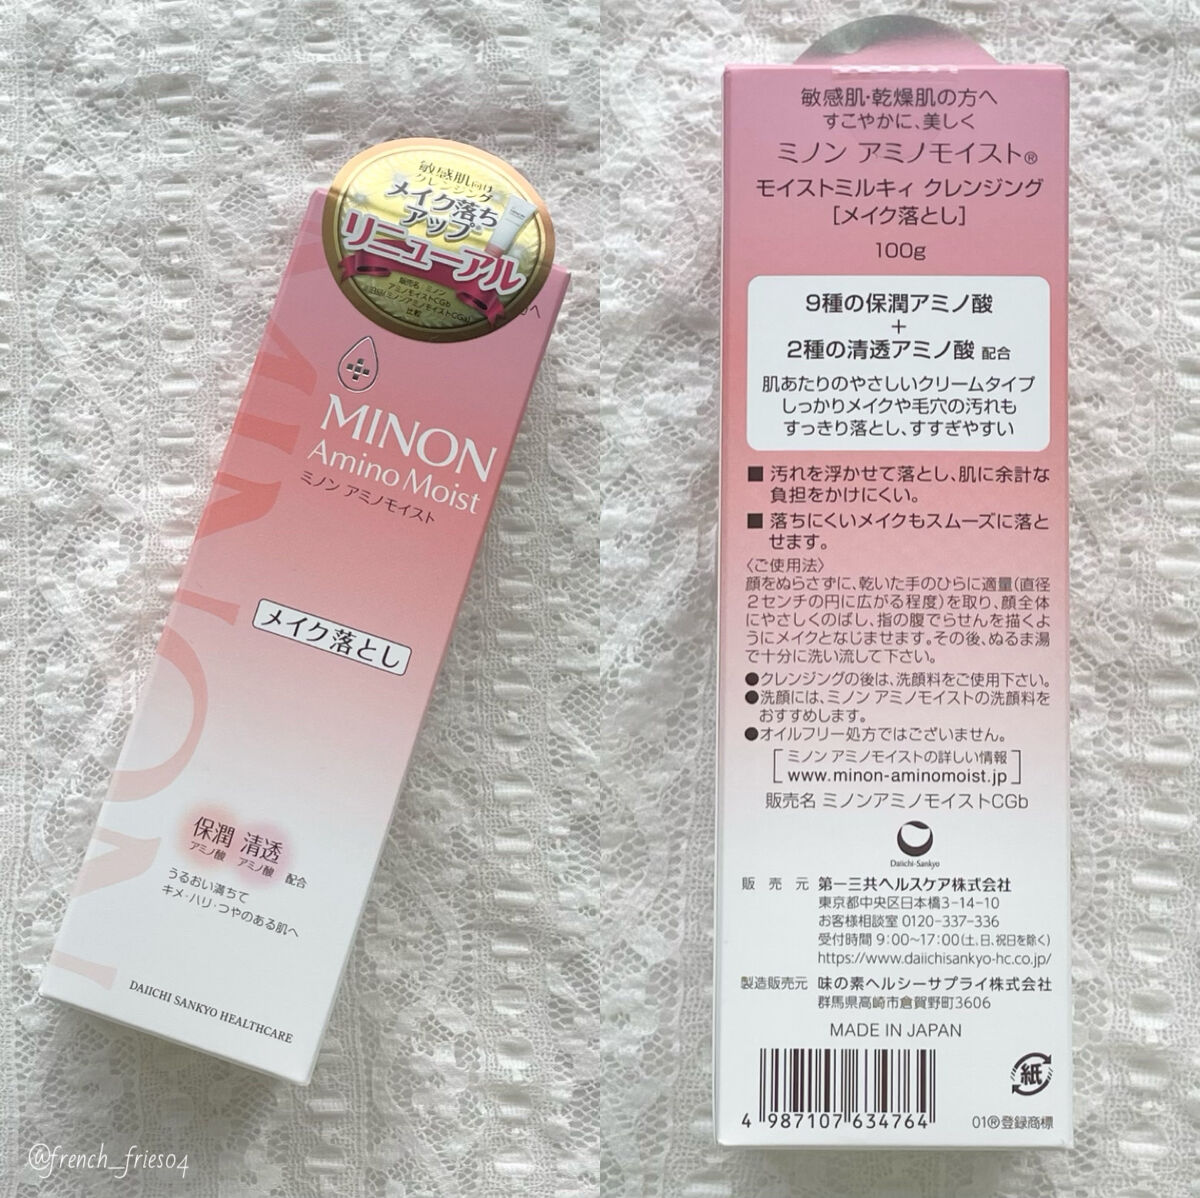 敏感肌向け
クレンジング
メイク落ち
アップ
リニューアル
販売名 ミノン
アミノモイストCGb
比較
へ
MINON
Amino Moist
ミノン アミノモイスト
メイク落とし
MINON
保潤 清透
アミノ酸 アミノ酸 配合
うるおい満ちて
キメ・ハリ・つやのある肌へ
DAIICHI SANKYO HEALTHCARE
@french_fries04
敏感肌・乾燥肌の方へ
すこやかに、美しく
ミノン アミノモイスト®
モイストミルキィ クレンジング
[メイク落とし]
100g
9種の保潤アミノ酸
+
2種の清透アミノ酸 配合
肌あたりのやさしいクリームタイプ
しっかりメイクや毛穴の汚れも
すっきり落とし、すすぎやすい
■ 汚れを浮かせて落とし、肌に余計な
負担をかけにくい。
■ 落ちにくいメイクもスムーズに落と
せます。
〈ご使用法〉
顔をぬらさずに、乾いた手のひらに適量(直径
2センチの円に広がる程度)を取り、顔全体
にやさしくのばし、指の腹でらせんを描くよ
うにメイクとなじませます。その後、ぬるま湯
で十分に洗い流して下さい。
●クレンジングの後は、洗顔料をご使用下さい。
●洗顔には、ミノン アミノモイストの洗顔料を
おすすめします。
●オイルフリー処方ではございません。
[ミノン アミノモイストの詳しい情報
www.minon-aminomoist.jp]
販売名 ミノンアミノモイストCGb
Daiichi-Sankyo
販売元 第一三共ヘルスケア株式会社
東京都中央区日本橋3-14-10
お客様相談室 0120-337-336
受付時間 9:00~17:00(土、日、祝日を除く)
https://www.daiichisankyo-hc.co.jp/
製造販売元 味の素ヘルシーサプライ株式会社
群馬県高崎市倉賀野町3606
MADE IN JAPAN
紙
4 987107 634764
01®登録商標